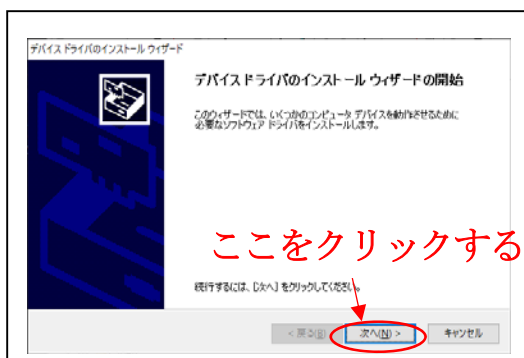 デバイス ドライバのインストール ウィザード
デバイス ドライバのインストール ウィザードの開始
このウィザードでは、いくつかのコンピュータ デバイスを動作させるために
必要なソフトウェア ドライバをインストールします。
ここをクリックする
続行するには、[次へ] をクリックしてください。
< 戻る(B)
次へ(N) >
キャンセル